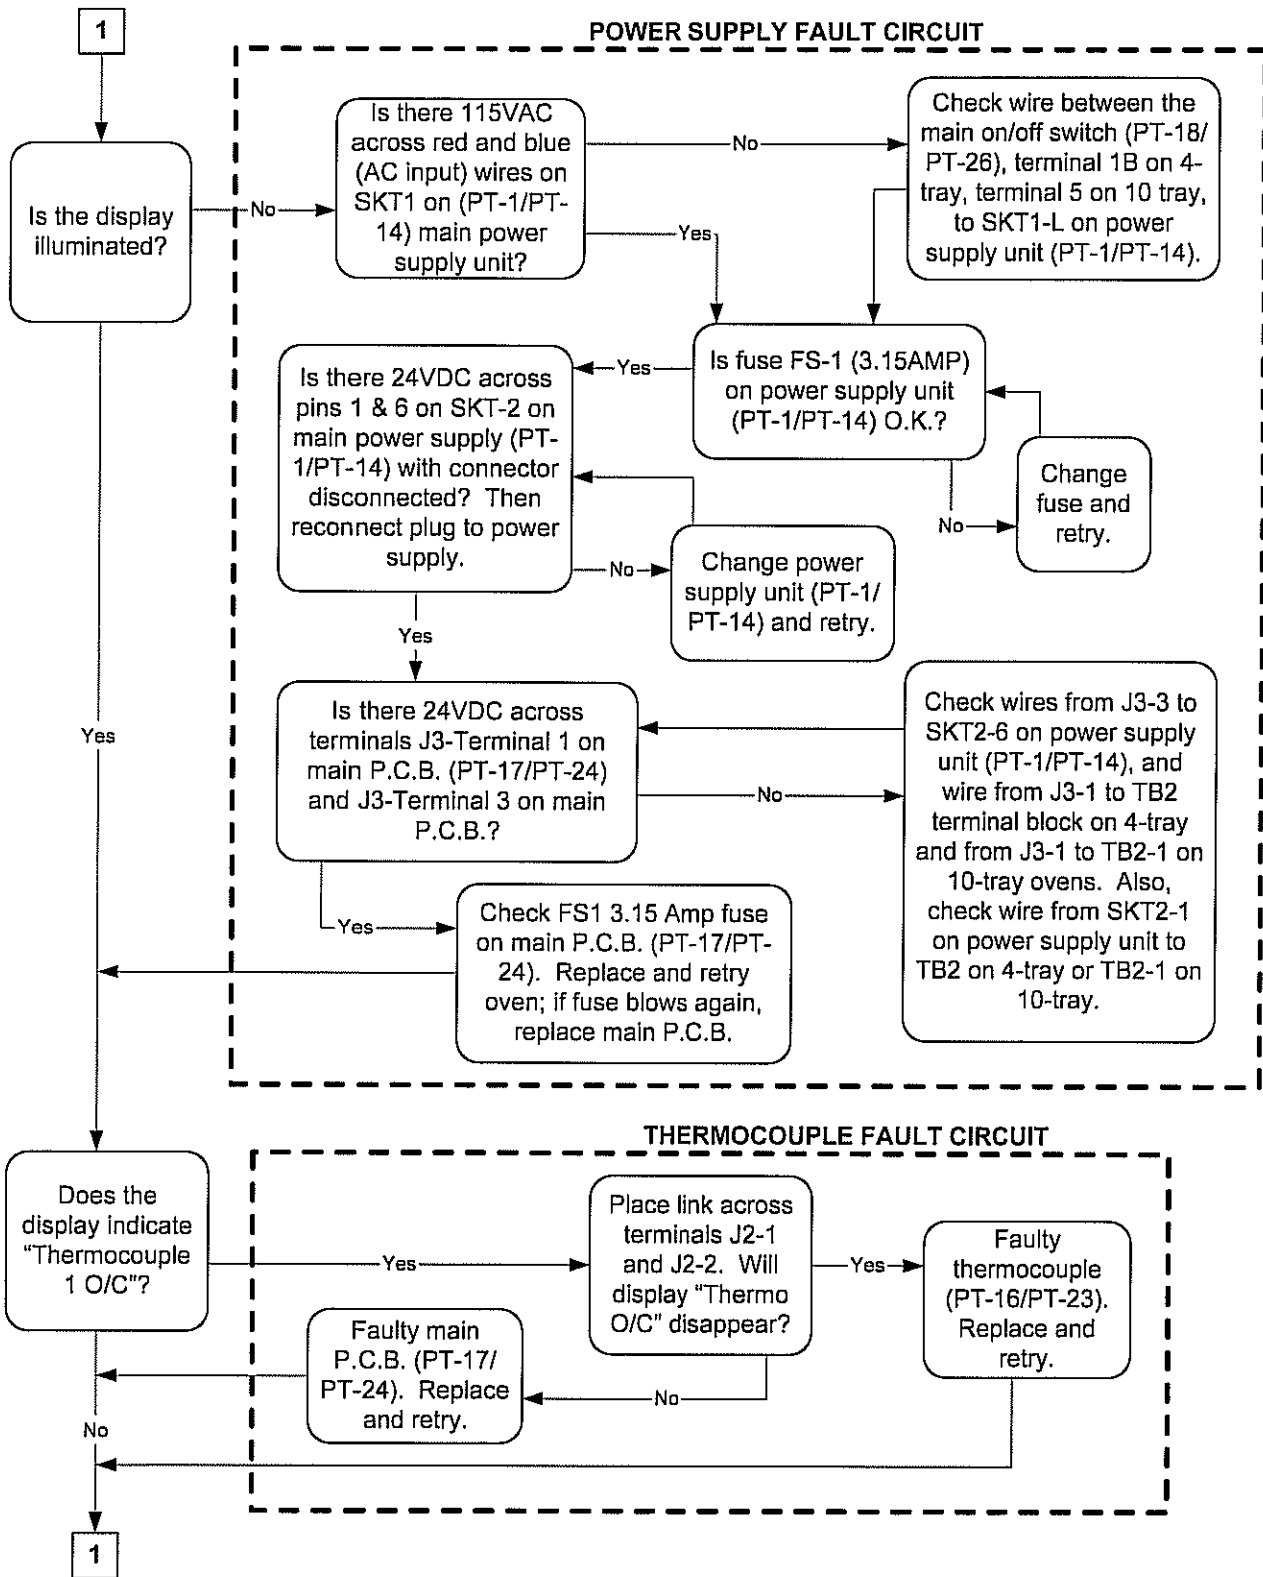 1
POWER SUPPLY FAULT CIRCUIT
Is the display
illuminated?
No
Is there 115VAC
across red and blue
(AC input) wires on
SKT1 on (PT-1/PT-
14) main power
supply unit?
No
Check wire between the
main on/off switch (PT-18/
PT-26), terminal 1B on 4-
tray, terminal 5 on 10 tray,
to SKT1-L on power
supply unit (PT-1/PT-14).
Yes
Is fuse FS-1 (3.15AMP)
on power supply unit
(PT-1/PT-14) O.K.?
Yes
No
Change
fuse and
retry.
Is there 24VDC across
pins 1 & 6 on SKT-2 on
main power supply (PT-
1/PT-14) with connector
disconnected? Then
reconnect plug to power
supply.
No
Change power
supply unit (PT-1/
PT-14) and retry.
Yes
Is there 24VDC across
terminals J3-Terminal 1 on
main P.C.B. (PT-17/PT-24)
and J3-Terminal 3 on main
P.C.B.?
No
Check wires from J3-3 to
SKT2-6 on power supply
unit (PT-1/PT-14), and
wire from J3-1 to TB2
terminal block on 4-tray
and from J3-1 to TB2-1 on
10-tray ovens. Also,
check wire from SKT2-1
on power supply unit to
TB2 on 4-tray or TB2-1 on
10-tray.
Yes
Check FS1 3.15 Amp fuse
on main P.C.B. (PT-17/PT-
24). Replace and retry
oven; if fuse blows again,
replace main P.C.B.
Yes
THERMOCOUPLE FAULT CIRCUIT
Does the
display indicate
“Thermocouple
1 O/C”?
Yes
Place link across
terminals J2-1
and J2-2. Will
display “Thermo
O/C” disappear?
Yes
Faulty
thermocouple
(PT-16/PT-23).
Replace and
retry.
No
Faulty main
P.C.B. (PT-17/
PT-24). Replace
and retry.
No
1